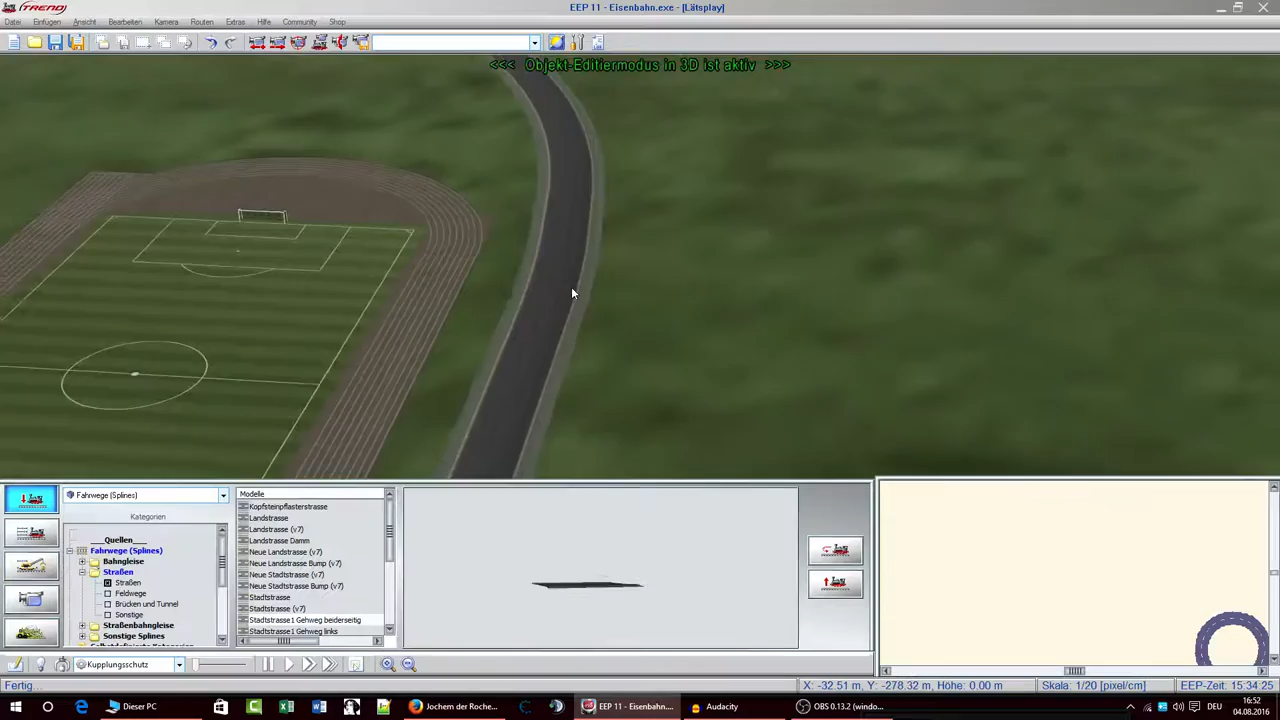 TREND
EEP 11 - Eisenbahn.exe - [Lätsplay]
Datei Einfügen Ansicht Bearbeiten Kamera Routen Extras Hilfe Community Shop
<<< Objekt-Editiermodus in 3D ist aktiv >>>
Fahrwege (Splines)
Kategorien
__Quellen__
Fahrwege (Splines)
Bahngleise
Straßen
Straßen
Feldwege
Brücken und Tunnel
Sonstige
Straßenbahngleise
Sonstige Splines
Modelle
Kopfsteinpflasterstrasse
Landstrasse
Landstrasse (v7)
Landstrasse Damm
Neue Landstrasse (v7)
Neue Landstrasse Bump (v7)
Neue Stadtstrasse (v7)
Neue Stadtstrasse Bump (v7)
Stadtstrasse
Stadtstrasse (v7)
Stadtstrasse1 Gehweg beiderseitig
Stadtstrasse1 Gehweg links
Kupplungsschutz
Fertig...
X: -32.51 m, Y: -278.32 m, Höhe: 0.00 m
Skala: 1/20 [pixel/cm]
EEP-Zeit: 15:34:25
Dieser PC
Jochem der Roche...
EEP 11 - Eisenbahn....
Audacity
OBS 0.13.2 (windo...
DEU
16:52
04.08.2016